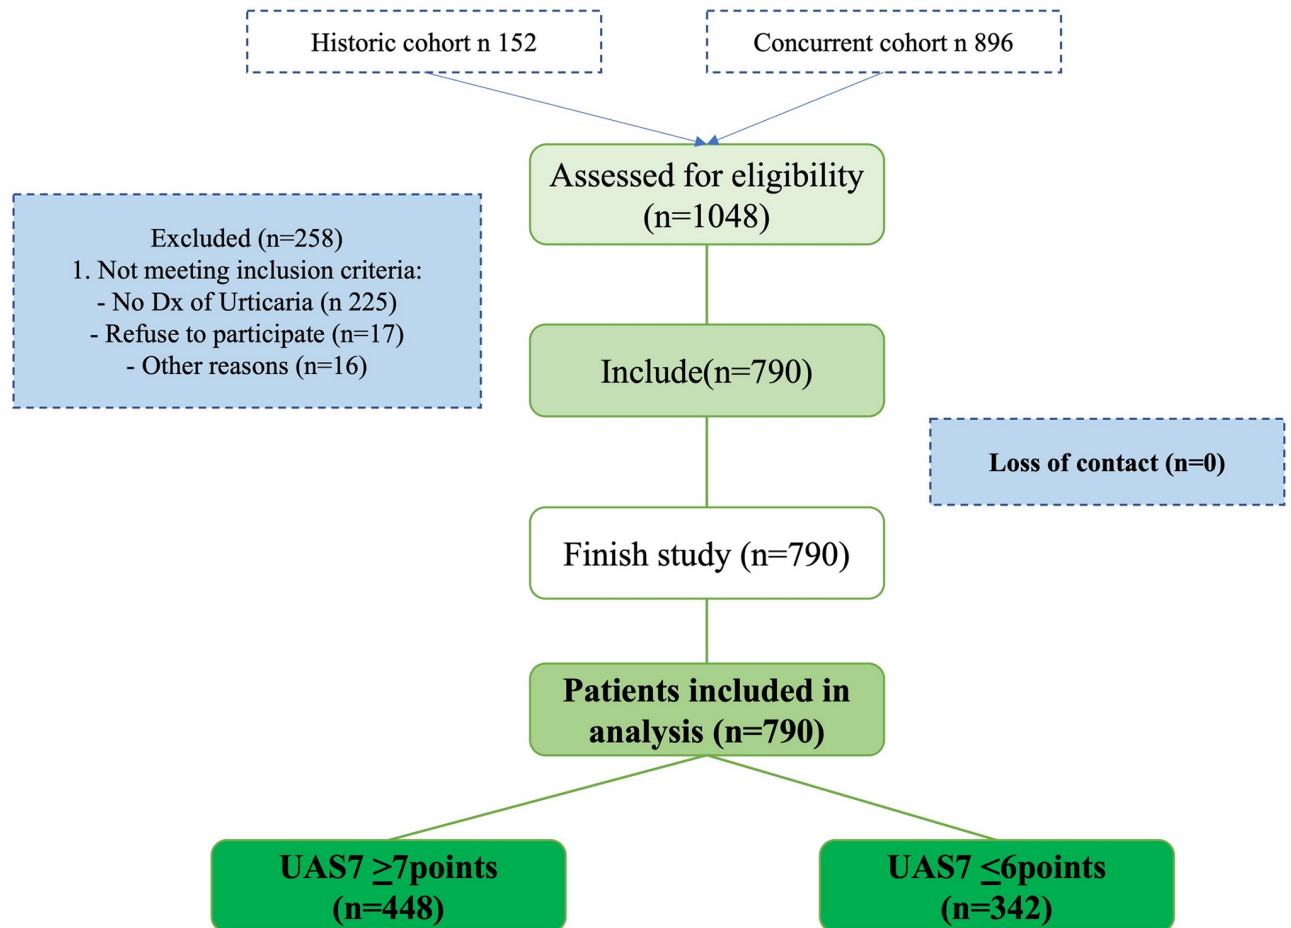 Historic cohort n 152
Concurrent cohort n 896
Assessed for eligibility
(n=1048)
Excluded (n=258)
1. Not meeting inclusion criteria:
- No Dx of Urticaria (n 225)
- Refuse to participate (n=17)
- Other reasons (n=16)
Include(n=790)
Loss of contact (n=0)
Finish study (n=790)
Patients included in
analysis (n=790)
UAS7 ≥7points
(n=448)
UAS7 ≤6points
(n=342)